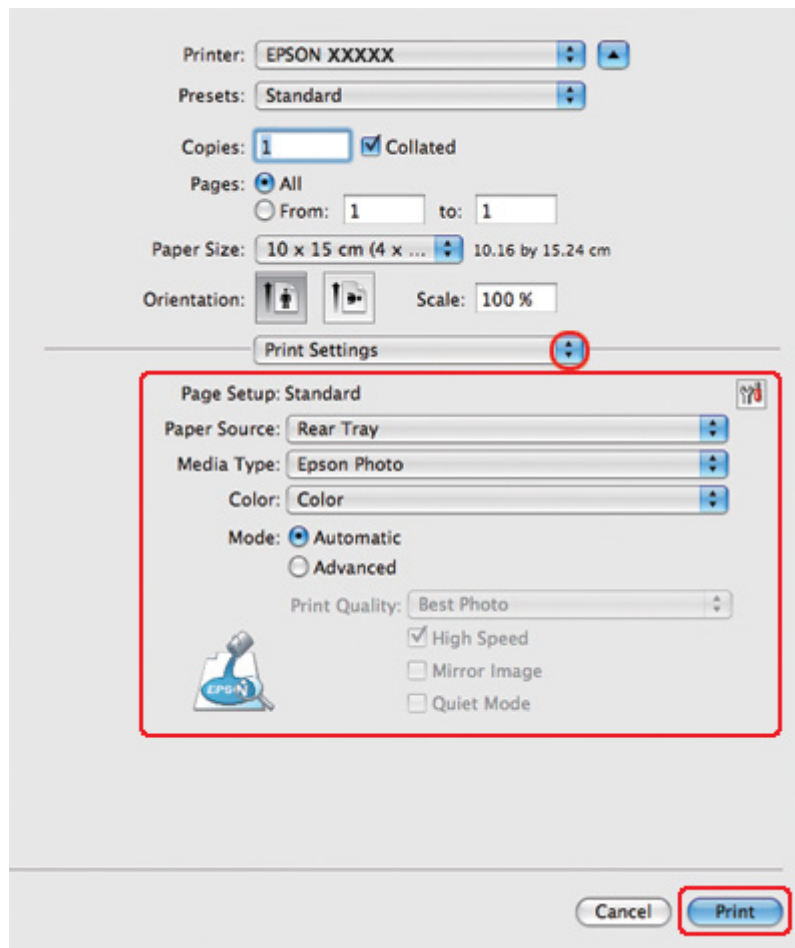 Printer: EPSON XXXXX
Presets: Standard
Copies: 1 Collated
Pages: All
From: 1 to: 1
Paper Size: 10 x 15 cm (4 x ... 10.16 by 15.24 cm
Orientation: Scale: 100 %
Print Settings
Page Setup: Standard
Paper Source: Rear Tray
Media Type: Epson Photo
Color: Color
Mode: Automatic
Advanced
Print Quality: Best Photo
High Speed
Mirror Image
EPSON
Quiet Mode
Cancel Print